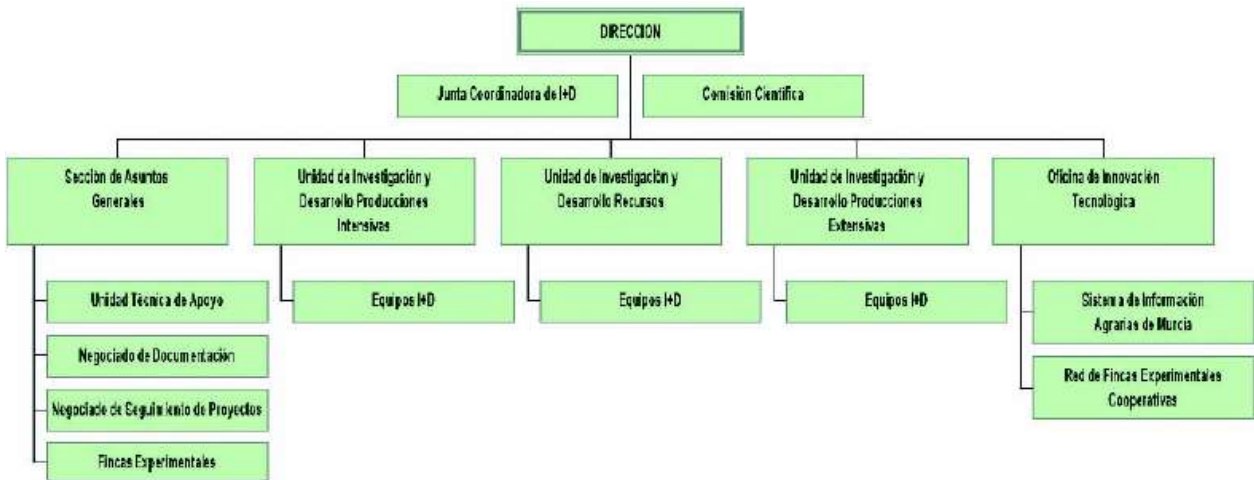 DIRECCION
Junta Coordinadora de I+D
Comisión Científica
Sección de Asuntos
Generales
Unidad de Investigación y
Desarrollo Producciones
Intensivas
Unidad de Investigación y
Desarrollo Recursos
Unidad de Investigación y
Desarrollo Producciones
Extensivas
Oficina de Innovación
Tecnológica
Unidad Técnica de Apoyo
Negociado de Documentación
Negociado de Seguimiento de Proyectos
Fincas Experimentales
Equipos I+D
Equipos I+D
Equipos I+D
Sistema de Información
Agrarias de Murcia
Red de Fincas Experimentales
Cooperativas